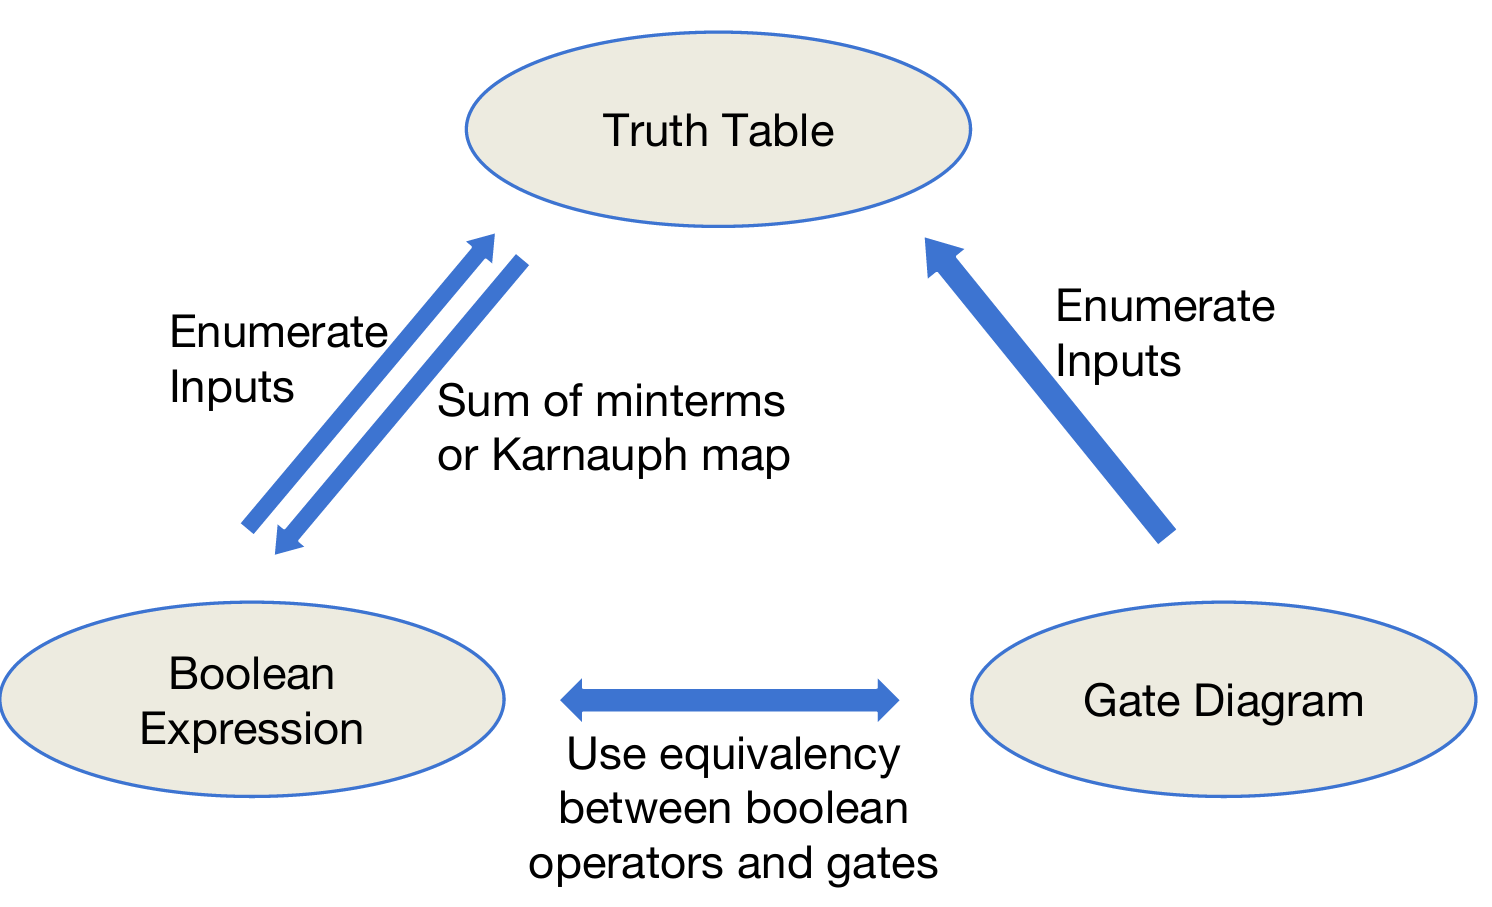 Truth Table
Enumerate
Inputs
Enumerate
Inputs
Sum of minterms
or Karnauph map
Boolean
Expression
Gate Diagram
Use equivalency
between boolean
operators and gates